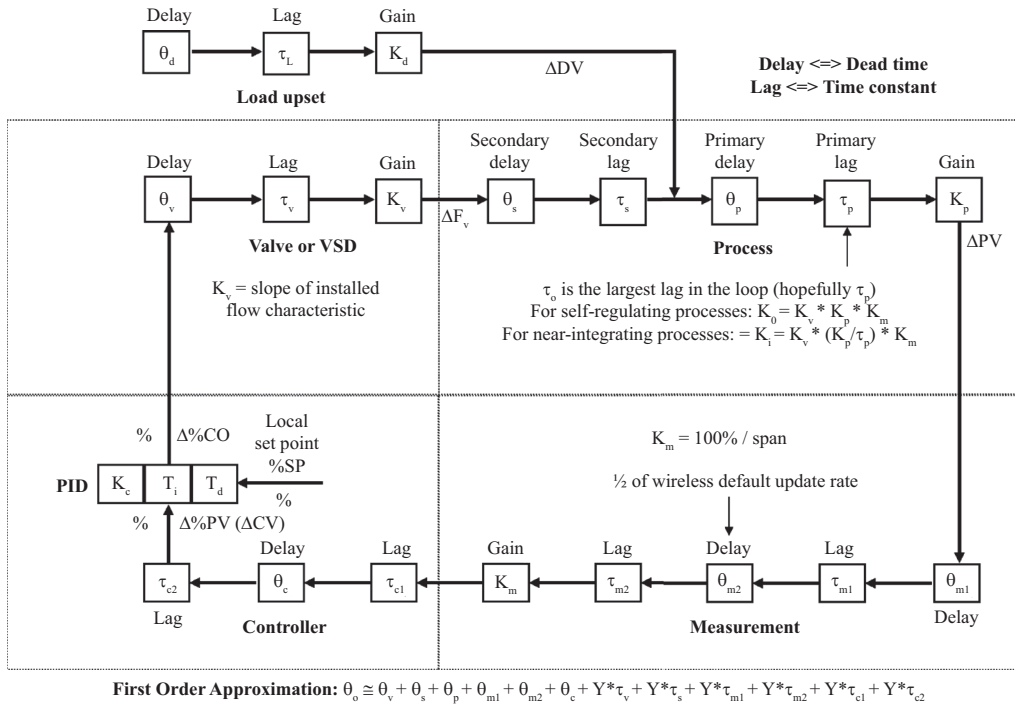 Delay
Lag
Gain
θd
τL
Kd
ΔDV
Load upset
Delay <=> Dead time
Lag <=> Time constant
Delay
Lag
Gain
θv
τv
Kv
ΔFv
Valve or VSD
Kv = slope of installed
flow characteristic
Secondary
delay
Secondary
lag
Primary
delay
Primary
lag
Gain
θs
τs
θp
τp
Kp
ΔPV
Process
τo is the largest lag in the loop (hopefully τp)
For self-regulating processes: K0 = Kv * Kp * Km
For near-integrating processes: = Ki = Kv * (Kp/τp) * Km
% Δ%CO
Local
set point
%SP
%
PID
Kc
Ti
Td
% Δ%PV (ΔCV)
τc2
Lag
Delay
θc
Lag
τc1
Controller
Km = 100% / span
½ of wireless default update rate
Gain
Km
Lag
τm2
Delay
θm2
Lag
τm1
θm1
Delay
Measurement
First Order Approximation: θo ≅ θv + θs + θp + θm1 + θm2 + θc + Y*τv + Y*τs + Y*τm1 + Y*τm2 + Y*τc1 + Y*τc2